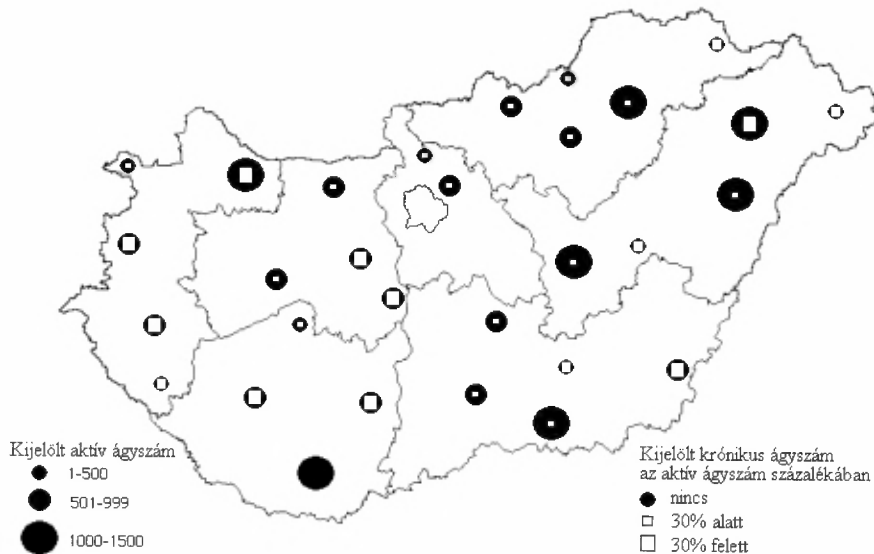 Kijelölt aktív ágyszám
1-500
501-999
1000-1500
Kijelölt krónikus ágyszám
az aktív ágyszám százalékában
nincs
30% alatt
30% felett